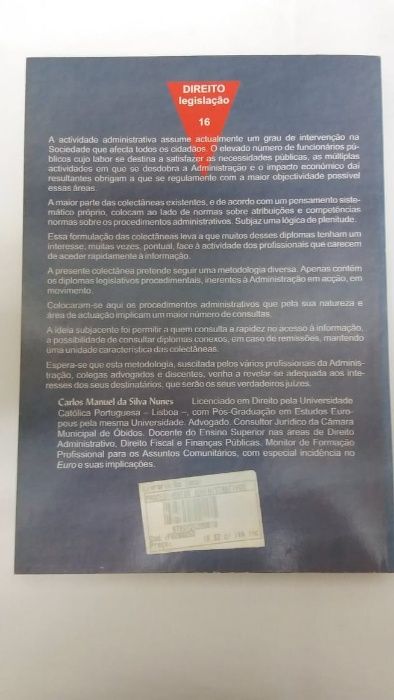 DIREITO
legislação
16
A actividade administrativa assume actualmente um grau de intervenção na
Sociedade que afecta todos os cidadãos. O elevado número de funcionários pú-
blicos cujo labor se destina a satisfazer as necessidades públicas, as múltiplas
actividades em que se desdobra a Administração e o impacto económico daí
resultantes obrigam a que se regulamente com a maior objectividade possível
essas áreas.
A maior parte das colectâneas existentes, e de acordo com um pensamento siste-
mático próprio, colocam ao lado de normas sobre atribuições e competências
normas sobre os procedimentos administrativos. Subjaz uma lógica de plenitude.
Essa formulação das colectâneas leva a que muitos desses diplomas tenham um
interesse, muitas vezes, pontual, face à actividade dos profissionais que carecem
de aceder rapidamente à informação.
A presente colectânea pretende seguir uma metodologia diversa. Apenas contém
os diplomas legislativos procedimentais, inerentes à Administração em acção, em
movimento.
Colocaram-se aqui os procedimentos administrativos que pela sua natureza e
área de actuação implicam um maior número de consultas.
A ideia subjacente foi permitir a quem consulta a rapidez no acesso à informação,
a possibilidade de consultar diplomas conexos, em caso de remissões, mantendo
uma unidade característica das colectâneas.
Espera-se que esta metodologia, suscitada pelos vários profissionais da Adminis-
tração, colegas advogados e discentes, venha a revelar-se adequada aos inte-
resses dos seus destinatários, que serão os seus verdadeiros juízes.
Carlos Manuel da Silva Nunes Licenciado em Direito pela Universidade
Católica Portuguesa – Lisboa –, com Pós-Graduação em Estudos Euro-
peus pela mesma Universidade. Advogado. Consultor Jurídico da Câmara
Municipal de Óbidos. Docente do Ensino Superior nas áreas de Direito
Administrativo, Direito Fiscal e Finanças Públicas. Monitor de Formação
Profissional para os Assuntos Comunitários, com especial incidência no
Euro e suas implicações.